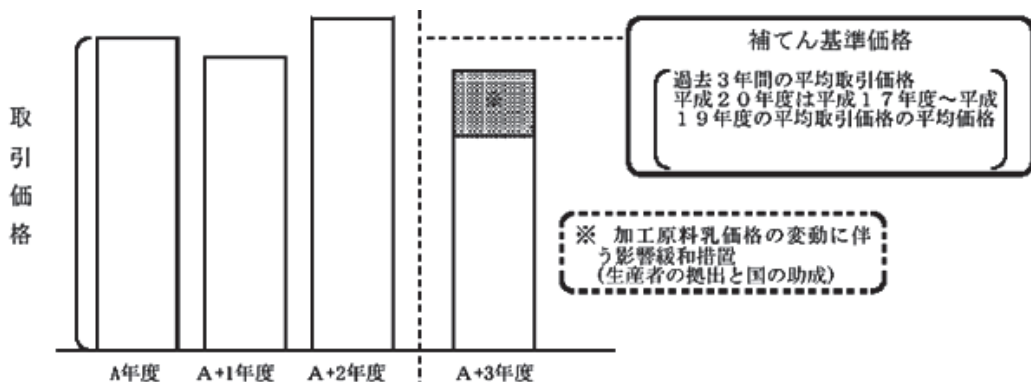 補てん基準価格
過去３年間の平均取引価格
平成２０年度は平成１７年度～平成
１９年度の平均取引価格の平均価格
取引価格
※
※ 加工原料乳価格の変動に伴
う影響緩和措置
(生産者の拠出と国の助成)
A年度
A+1年度
A+2年度
A+3年度